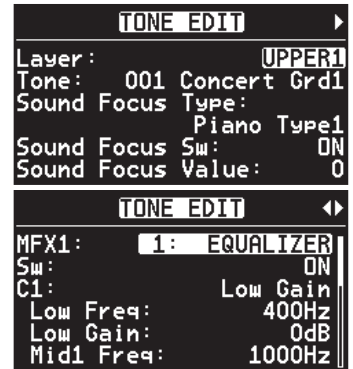 TONE EDIT
Layer: UPPER1
Tone: 001 Concert Grd1
Sound Focus Type:
Piano Type1
Sound Focus Sw: ON
Sound Focus Value: 0
TONE EDIT
MFX1: 1: EQUALIZER
Sw: ON
C1: Low Gain
Low Freq: 400Hz
Low Gain: 0dB
Mid1 Freq: 1000Hz